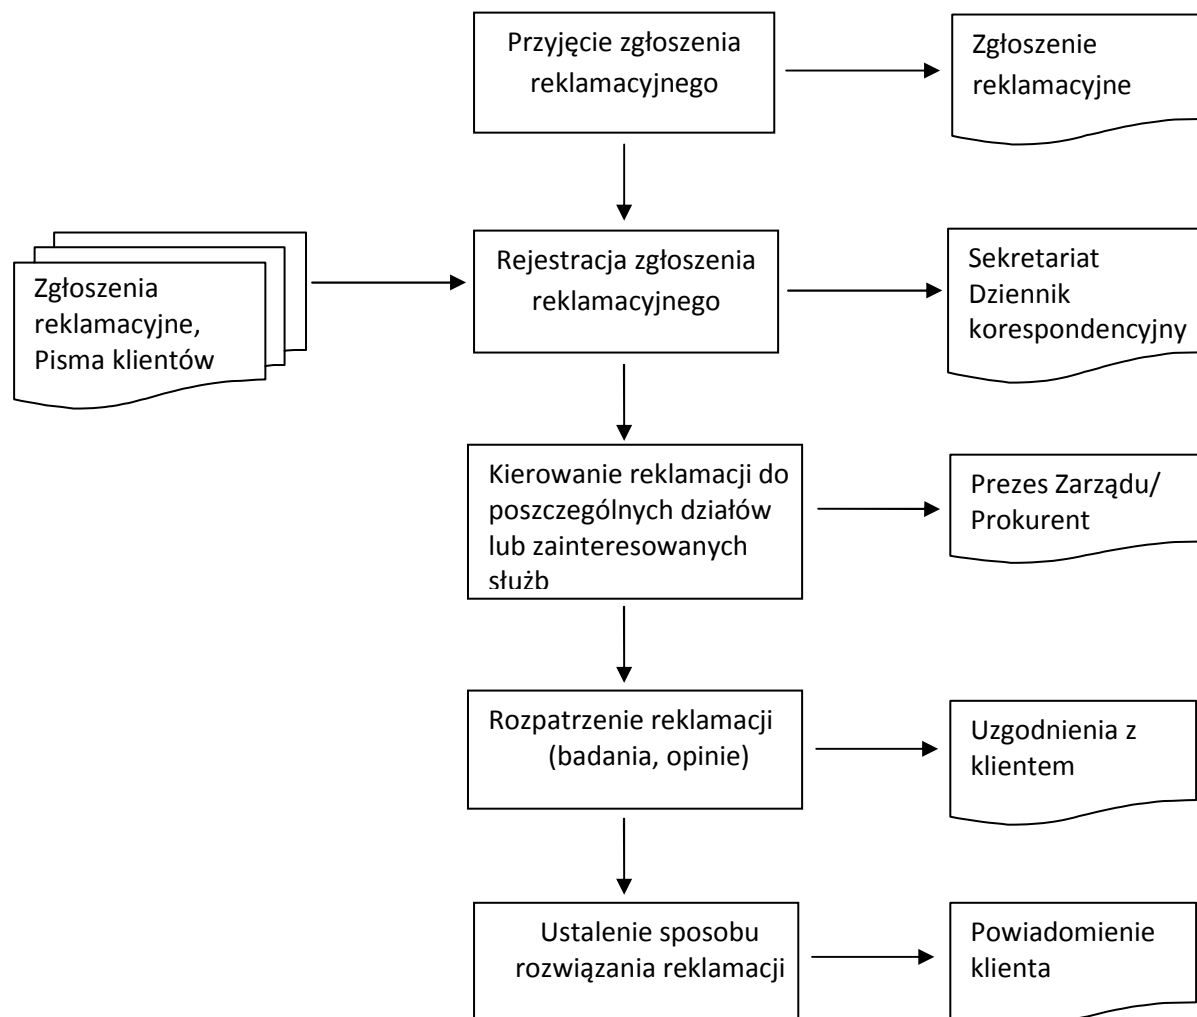 Przyjęcie zgłoszenia
reklamacyjnego
Zgłoszenie
reklamacyjne
Zgłoszenia
reklamacyjne,
Pisma klientów
Rejestracja zgłoszenia
reklamacyjnego
Sekretariat
Dziennik
korespondencyjny
Kierowanie reklamacji do
poszczególnych działów
lub zainteresowanych
służb
Prezes Zarządu/
Prokurent
Rozpatrzenie reklamacji
(badania, opinie)
Uzgodnienia z
klientem
Ustalenie sposobu
rozwiązania reklamacji
Powiadomienie
klienta